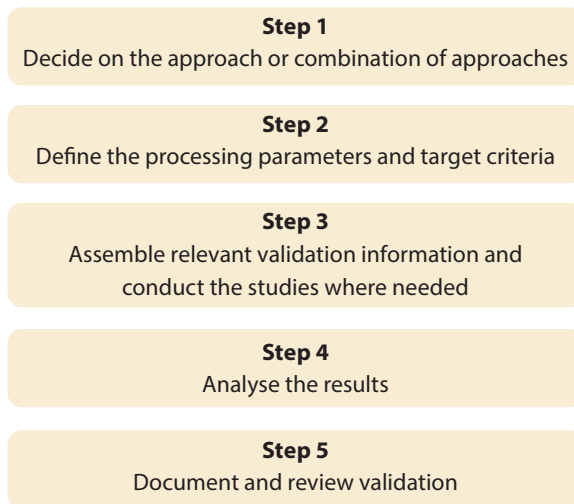 Step 1
Decide on the approach or combination of approaches
Step 2
Define the processing parameters and target criteria
Step 3
Assemble relevant validation information and
conduct the studies where needed
Step 4
Analyse the results
Step 5
Document and review validation